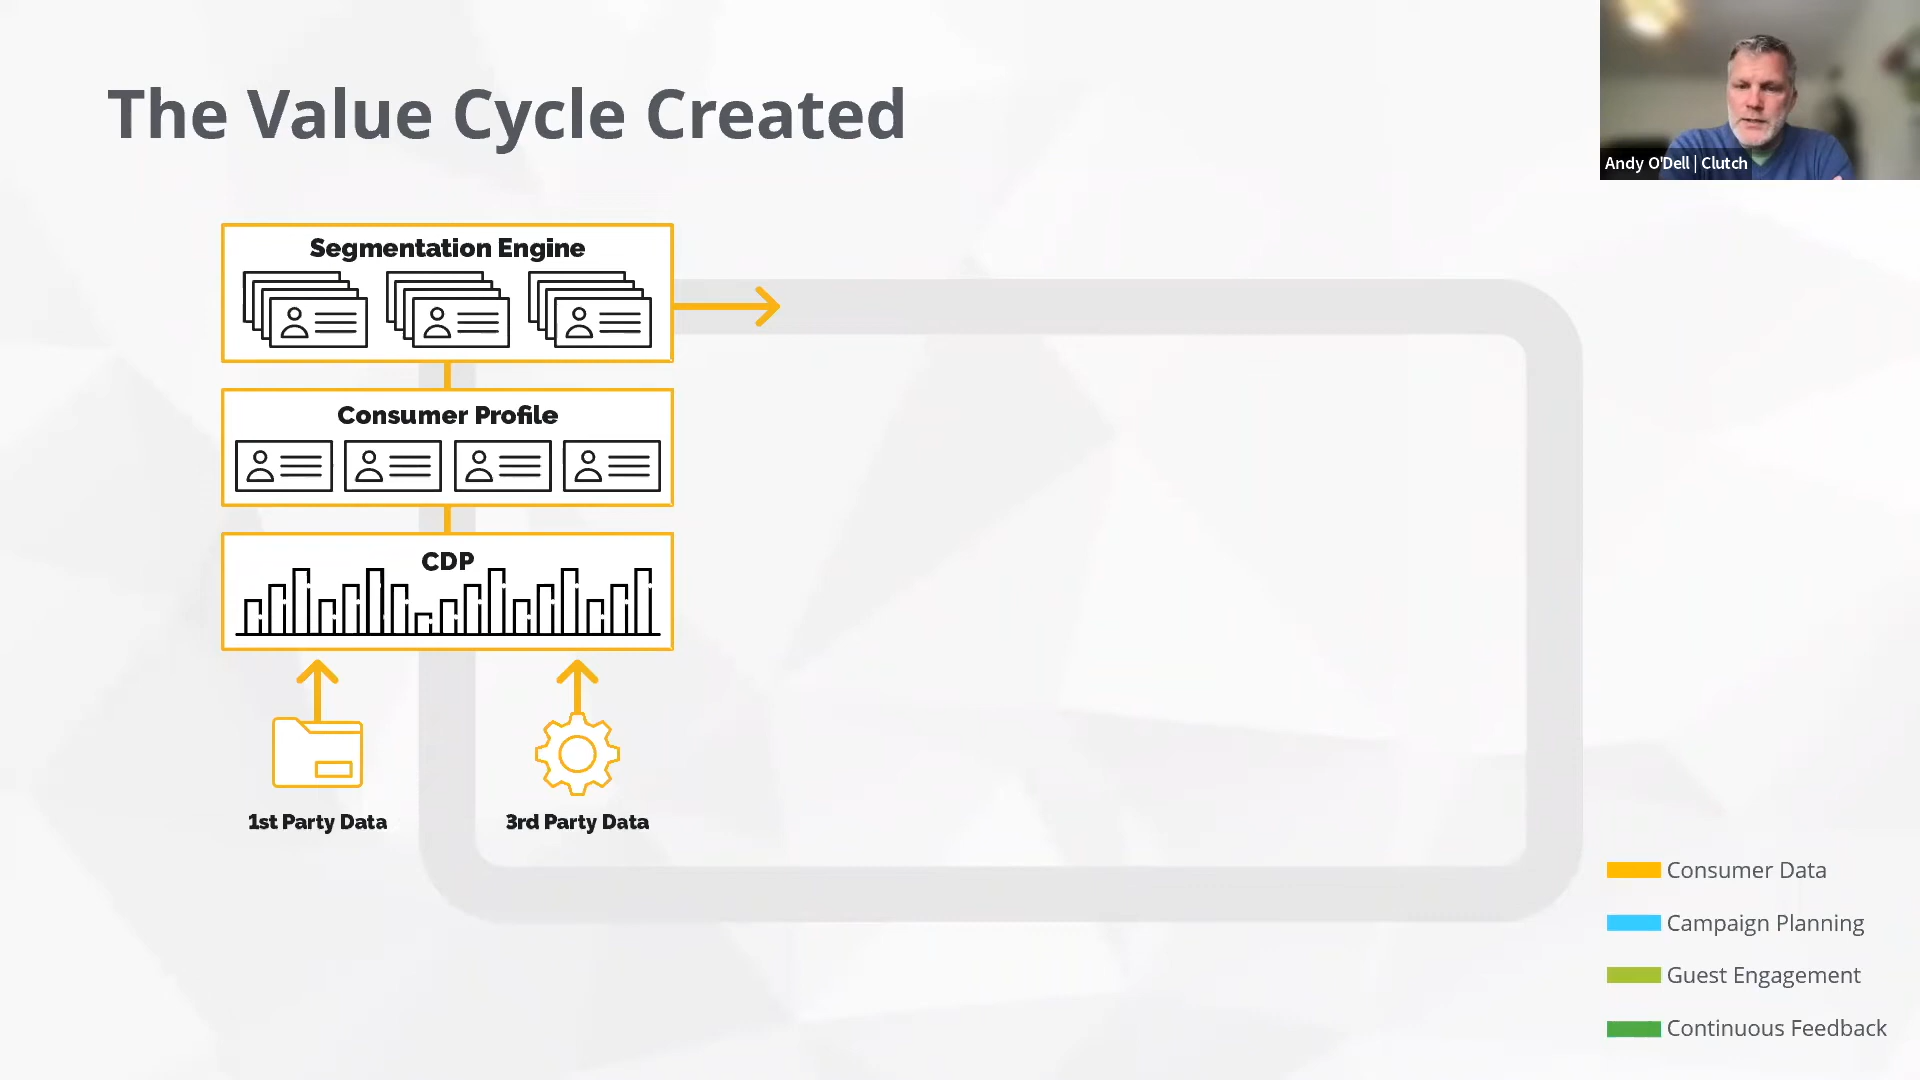 The Value Cycle Created
Andy O'Dell | Clutch
Segmentation Engine
Consumer Profile
CDP
1st Party Data
3rd Party Data
Consumer Data
Campaign Planning
Guest Engagement
Continuous Feedback